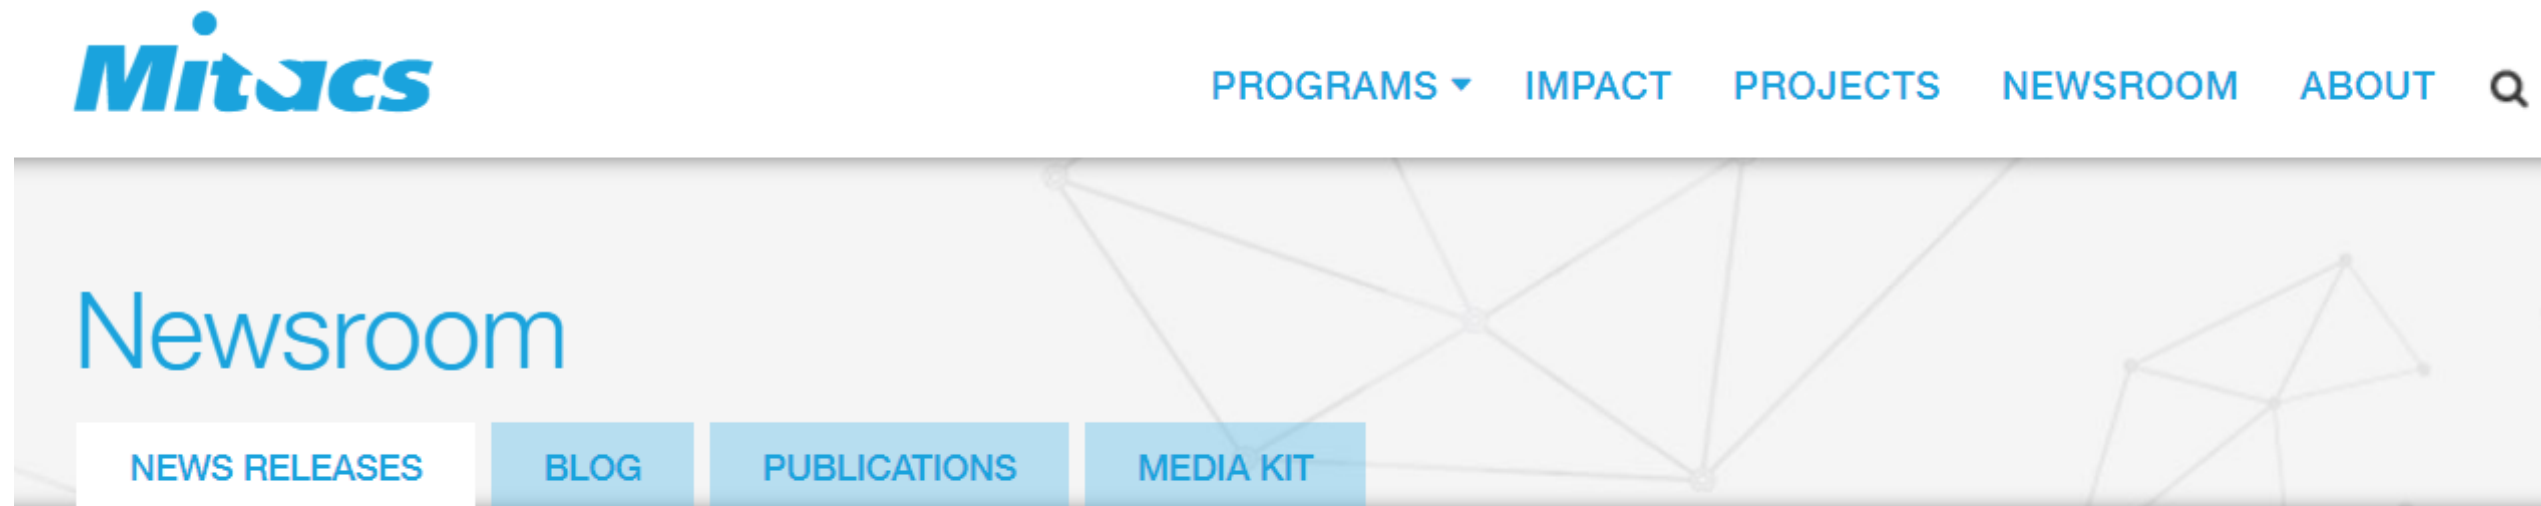 Mitacs
PROGRAMS IMPACT PROJECTS NEWSROOM ABOUT
Newsroom
NEWS RELEASES BLOG PUBLICATIONS MEDIA KIT